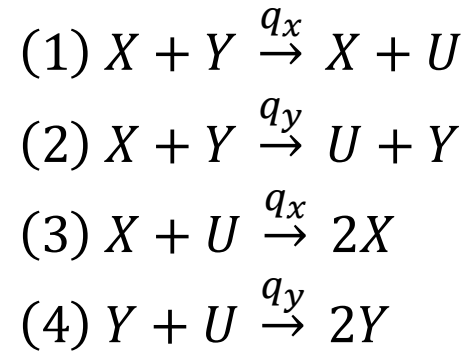 (1) X + Y →^{q_x} X + U
(2) X + Y →^{q_y} U + Y
(3) X + U →^{q_x} 2X
(4) Y + U →^{q_y} 2Y